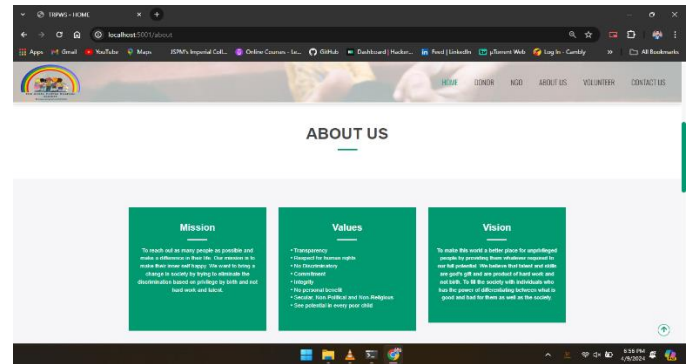 TRPWS - HOME
localhost:5001/about
Apps Gmail YouTube Maps ISPM's Imperial Coll... Online Courses - Le... GitHub Dashboard | Hacker... Feed | LinkedIn µTorrent Web Log In - Cambly All Bookmarks
HOME DONOR NGO ABOUT US VOLUNTEER CONTACT US
ABOUT US
Mission
To reach out as many people as possible and
make a difference in their life. Our mission is to
make their inner self happy. We want to bring a
change in society by trying to eliminate the
discrimination based on privilege by birth and not
hard work and talent.
Values
• Transparency
• Respect for human rights
• No Discriminatory
• Commitment
• Integrity
• No personal benefit
• Secular, Non-Political and Non-Religious
• See potential in every poor child
Vision
To make this world a better place for unprivileged
people by providing them whatever required to
our full potential. We believe that talent and skills
are god's gift and are product of hard work and
not birth. To fill the society with individuals who
has the power of differentiating between what is
good and bad for them as well as the society.
6:56 PM
4/9/2024